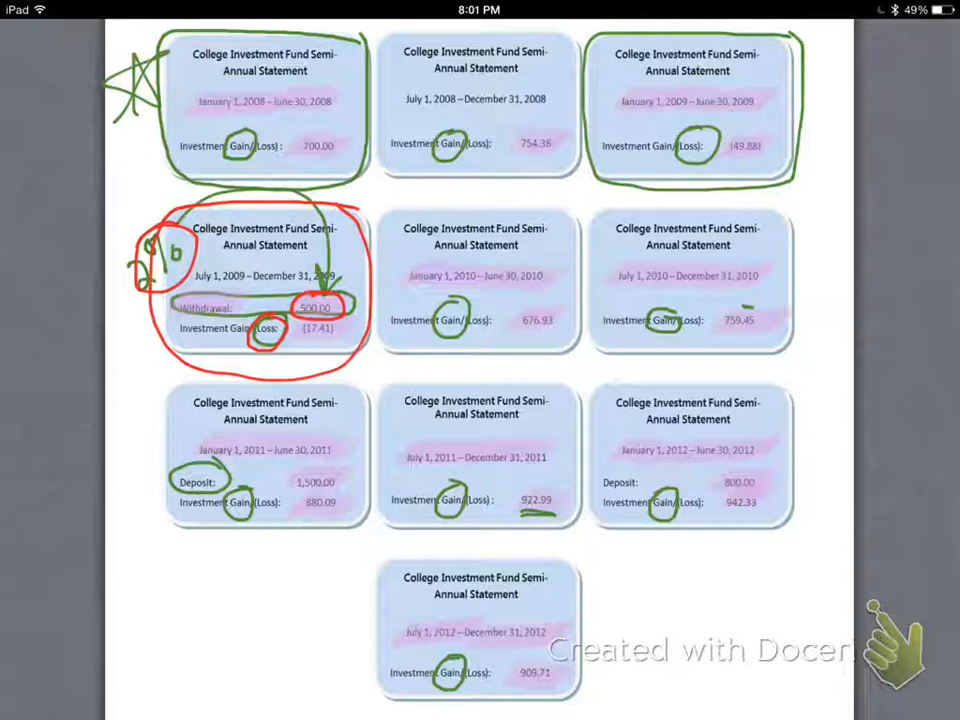 iPad
8:01 PM
49%
College Investment Fund Semi-
Annual Statement
January 1, 2008 – June 30, 2008
Investment Gain/(Loss) : 700.00
College Investment Fund Semi-
Annual Statement
July 1, 2008 – December 31, 2008
Investment Gain/(Loss): 754.38
College Investment Fund Semi-
Annual Statement
January 1, 2009 – June 30, 2009
Investment Gain/(Loss): (49.88)
2%
College Investment Fund Semi-
Annual Statement
July 1, 2009 – December 31, 2009
Withdrawal: 500.00
Investment Gain/(Loss: (17.41)
College Investment Fund Semi-
Annual Statement
January 1, 2010 – June 30, 2010
Investment Gain/(Loss): 676.93
College Investment Fund Semi-
Annual Statement
July 1, 2010 – December 31, 2010
Investment Gain/(Loss): 759.45
College Investment Fund Semi-
Annual Statement
January 1, 2011 – June 30, 2011
Deposit: 1,500.00
Investment Gain/(Loss): 880.09
College Investment Fund Semi-
Annual Statement
July 1, 2011 – December 31, 2011
Investment Gain/(Loss) : 922.99
College Investment Fund Semi-
Annual Statement
January 1, 2012 – June 30, 2012
Deposit: 800.00
Investment Gain/(Loss): 942.33
College Investment Fund Semi-
Annual Statement
July 1, 2012 – December 31, 2012
Investment Gain/(Loss): 909.71
Created with Doceri